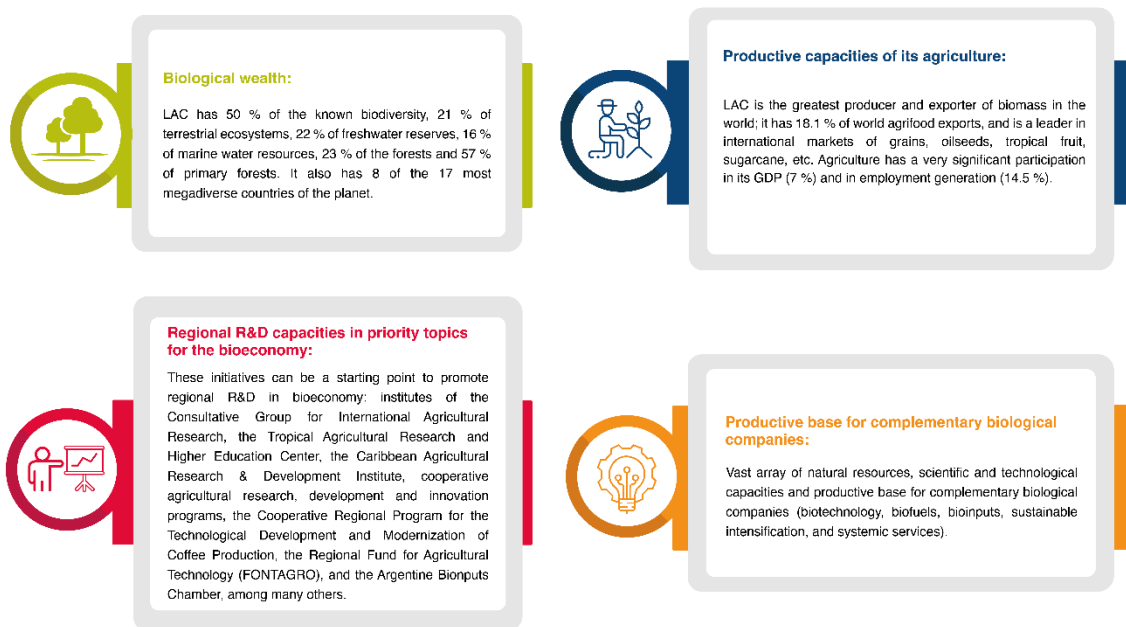 Biological wealth:
LAC has 50 % of the known biodiversity, 21 % of
terrestrial ecosystems, 22 % of freshwater reserves, 16 %
of marine water resources, 23 % of the forests and 57 %
of primary forests. It also has 8 of the 17 most
megadiverse countries of the planet.
Productive capacities of its agriculture:
LAC is the greatest producer and exporter of biomass in the
world; it has 18.1 % of world agrifood exports, and is a leader in
international markets of grains, oilseeds, tropical fruit,
sugarcane, etc. Agriculture has a very significant participation
in its GDP (7 %) and in employment generation (14.5 %).
Regional R&D capacities in priority topics
for the bioeconomy:
These initiatives can be a starting point to promote
regional R&D in bioeconomy: institutes of the
Consultative Group for International Agricultural
Research, the Tropical Agricultural Research and
Higher Education Center, the Caribbean Agricultural
Research & Development Institute, cooperative
agricultural research, development and innovation
programs, the Cooperative Regional Program for the
Technological Development and Modernization of
Coffee Production, the Regional Fund for Agricultural
Technology (FONTAGRO), and the Argentine Bionputs
Chamber, among many others.
Productive base for complementary biological
companies:
Vast array of natural resources, scientific and technological
capacities and productive base for complementary biological
companies (biotechnology, biofuels, bioinputs, sustainable
intensification, and systemic services).